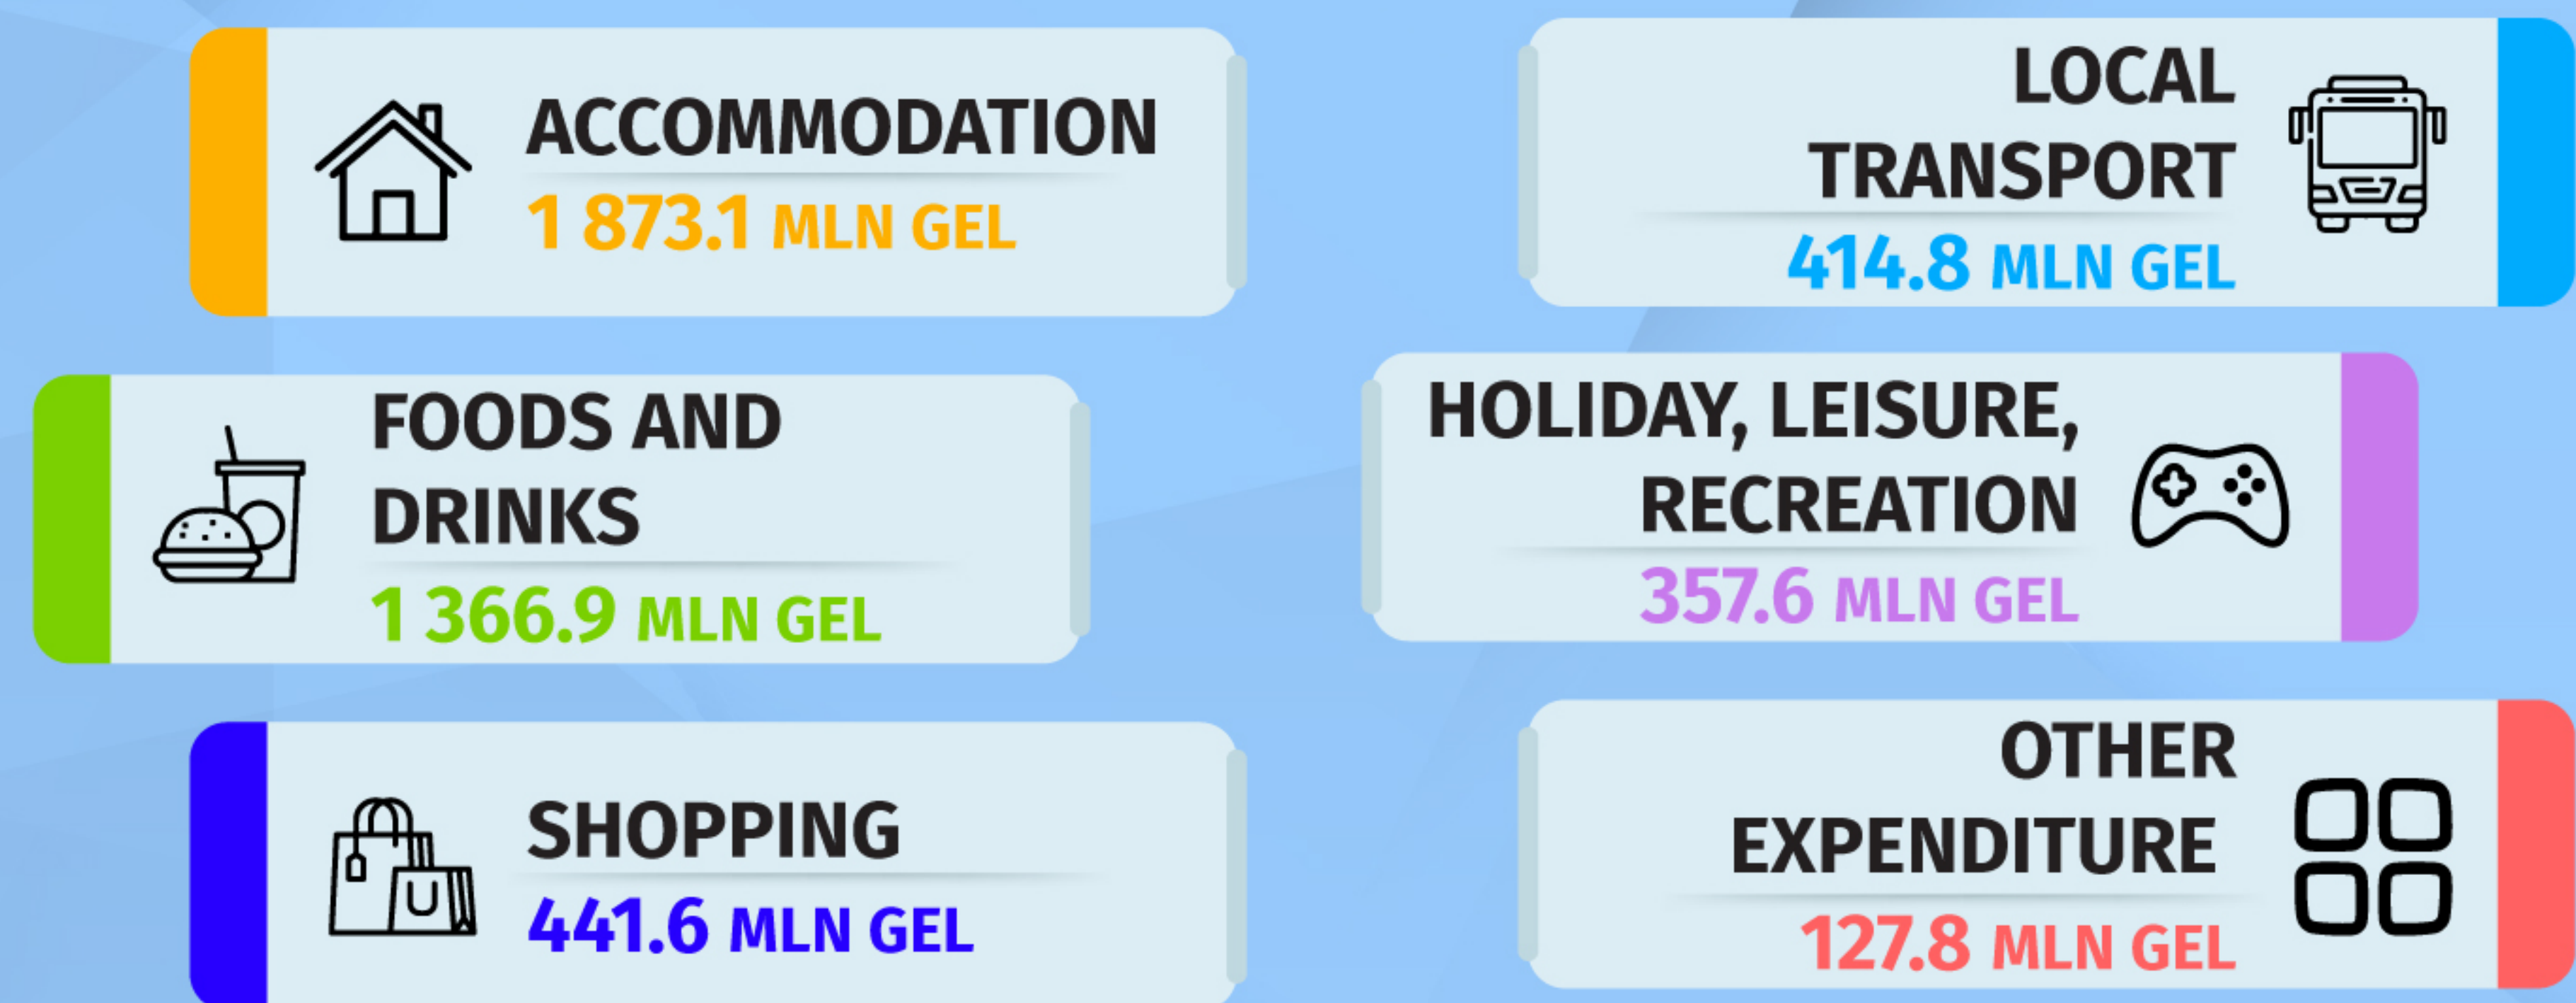 ACCOMMODATION
1 873.1 MLN GEL
FOODS AND
DRINKS
1 366.9 MLN GEL
SHOPPING
441.6 MLN GEL
LOCAL
TRANSPORT
414.8 MLN GEL
HOLIDAY, LEISURE,
RECREATION
357.6 MLN GEL
OTHER
EXPENDITURE
127.8 MLN GEL